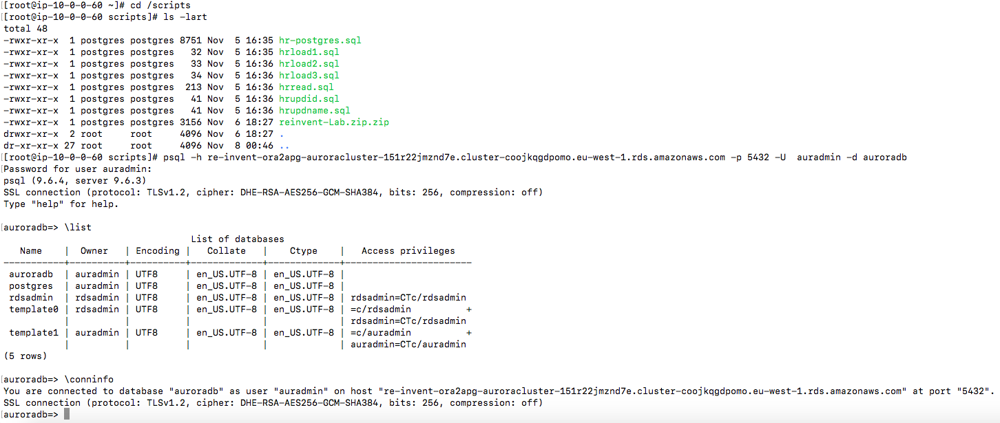 [[root@ip-10-0-0-60 ~]# cd /scripts
[[root@ip-10-0-0-60 scripts]# ls -lart
total 48
-rwxr-xr-x  1 postgres postgres 8751 Nov  5 16:35 hr-postgres.sql
-rwxr-xr-x  1 postgres postgres   32 Nov  5 16:35 hrload1.sql
-rwxr-xr-x  1 postgres postgres   33 Nov  5 16:36 hrload2.sql
-rwxr-xr-x  1 postgres postgres   34 Nov  5 16:36 hrload3.sql
-rwxr-xr-x  1 postgres postgres  213 Nov  5 16:36 hrread.sql
-rwxr-xr-x  1 postgres postgres   41 Nov  5 16:36 hrupdid.sql
-rwxr-xr-x  1 postgres postgres   41 Nov  5 16:36 hrupdname.sql
-rwxr-xr-x  1 postgres postgres 3156 Nov  6 18:27 reinvent-Lab.zip.zip
drwxr-xr-x  2 root     root     4096 Nov  6 18:27 .
dr-xr-xr-x 27 root     root     4096 Nov  8 00:46 ..
[[root@ip-10-0-0-60 scripts]# psql -h re-invent-ora2apg-auroracluster-151r22jmznd7e.cluster-coojkqgdpomo.eu-west-1.rds.amazonaws.com -p 5432 -U  auradmin -d auroradb
[Password for user auradmin:
psql (9.6.4, server 9.6.3)
SSL connection (protocol: TLSv1.2, cipher: DHE-RSA-AES256-GCM-SHA384, bits: 256, compression: off)
Type "help" for help.
[auroradb=> \list
                                  List of databases
   Name    |  Owner   | Encoding |   Collate   |    Ctype    |   Access privileges
-----------+----------+----------+-------------+-------------+-----------------------
 auroradb  | auradmin | UTF8     | en_US.UTF-8 | en_US.UTF-8 |
 postgres  | auradmin | UTF8     | en_US.UTF-8 | en_US.UTF-8 |
 rdsadmin  | rdsadmin | UTF8     | en_US.UTF-8 | en_US.UTF-8 | rdsadmin=CTc/rdsadmin
 template0 | rdsadmin | UTF8     | en_US.UTF-8 | en_US.UTF-8 | =c/rdsadmin          +
           |          |          |             |             | rdsadmin=CTc/rdsadmin
 template1 | auradmin | UTF8     | en_US.UTF-8 | en_US.UTF-8 | =c/auradmin          +
           |          |          |             |             | auradmin=CTc/auradmin
(5 rows)
[auroradb=> \conninfo
You are connected to database "auroradb" as user "auradmin" on host "re-invent-ora2apg-auroracluster-151r22jmznd7e.cluster-coojkqgdpomo.eu-west-1.rds.amazonaws.com" at port "5432".
SSL connection (protocol: TLSv1.2, cipher: DHE-RSA-AES256-GCM-SHA384, bits: 256, compression: off)
[auroradb=>